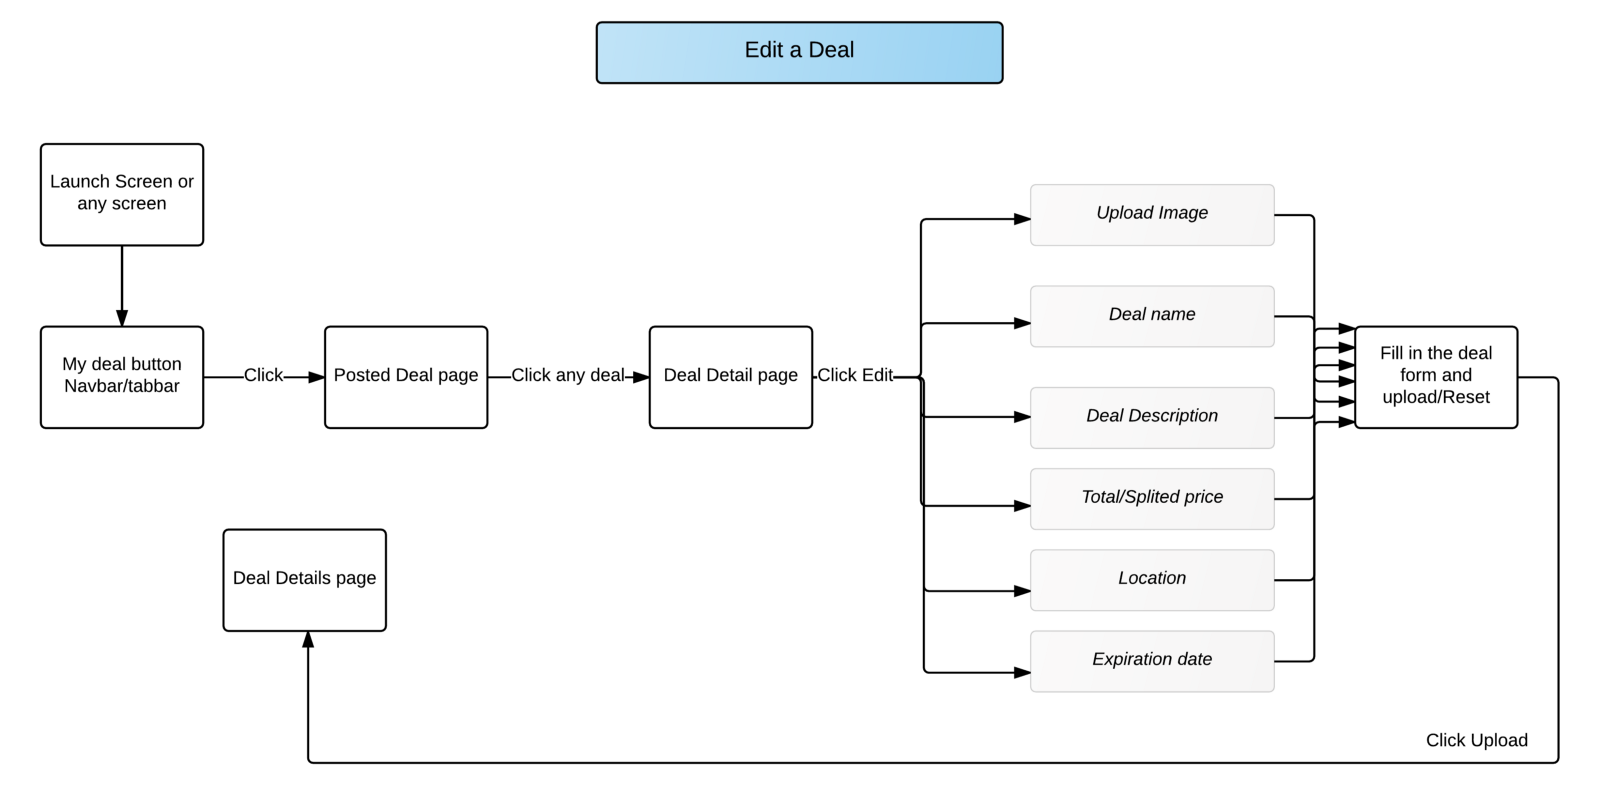 Edit a Deal
Launch Screen or
any screen
My deal button
Navbar/tabbar
Click
Posted Deal page
Click any deal
Deal Detail page
Click Edit
Upload Image
Deal name
Deal Description
Total/Splited price
Location
Expiration date
Fill in the deal
form and
upload/Reset
Deal Details page
Click Upload